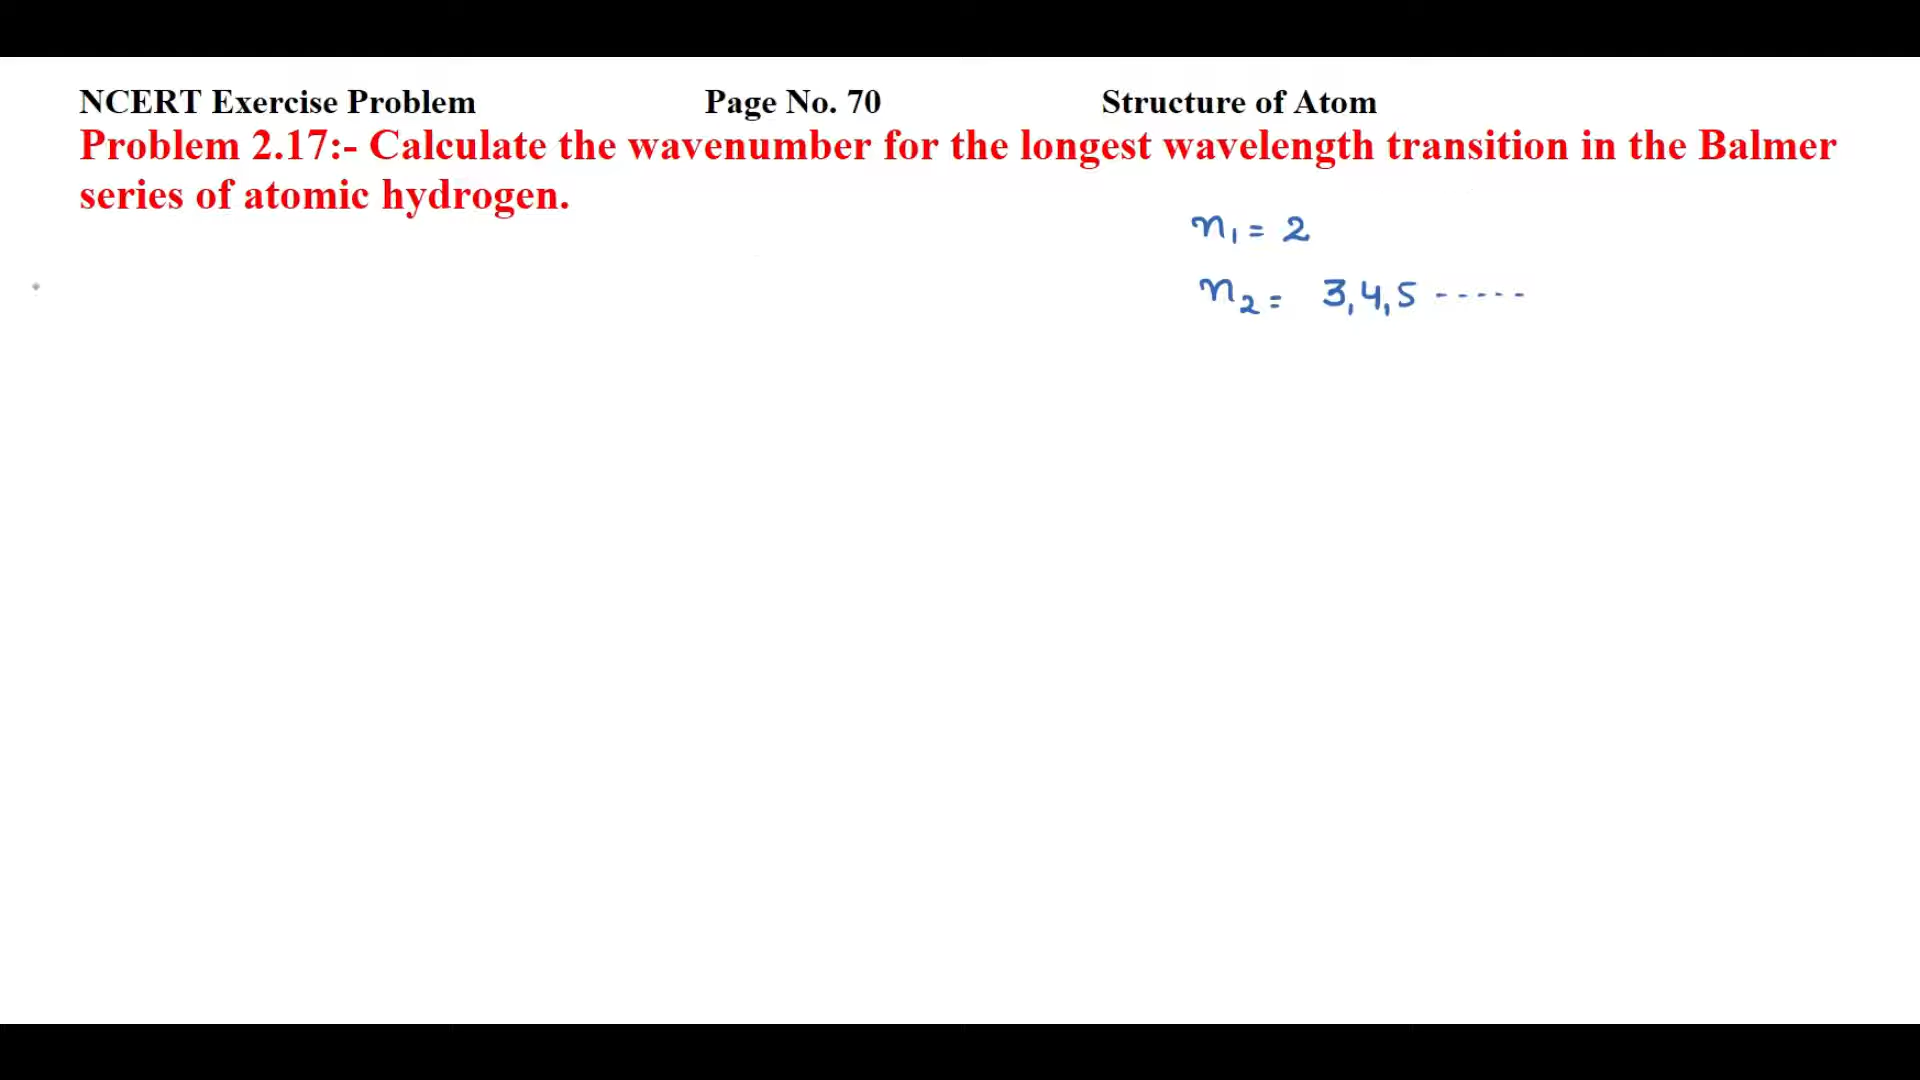 NCERT Exercise Problem Page No. 70 Structure of Atom
Problem 2.17:- Calculate the wavenumber for the longest wavelength transition in the Balmer
series of atomic hydrogen.
n₁ = 2
n₂ = 3,4,5 -----